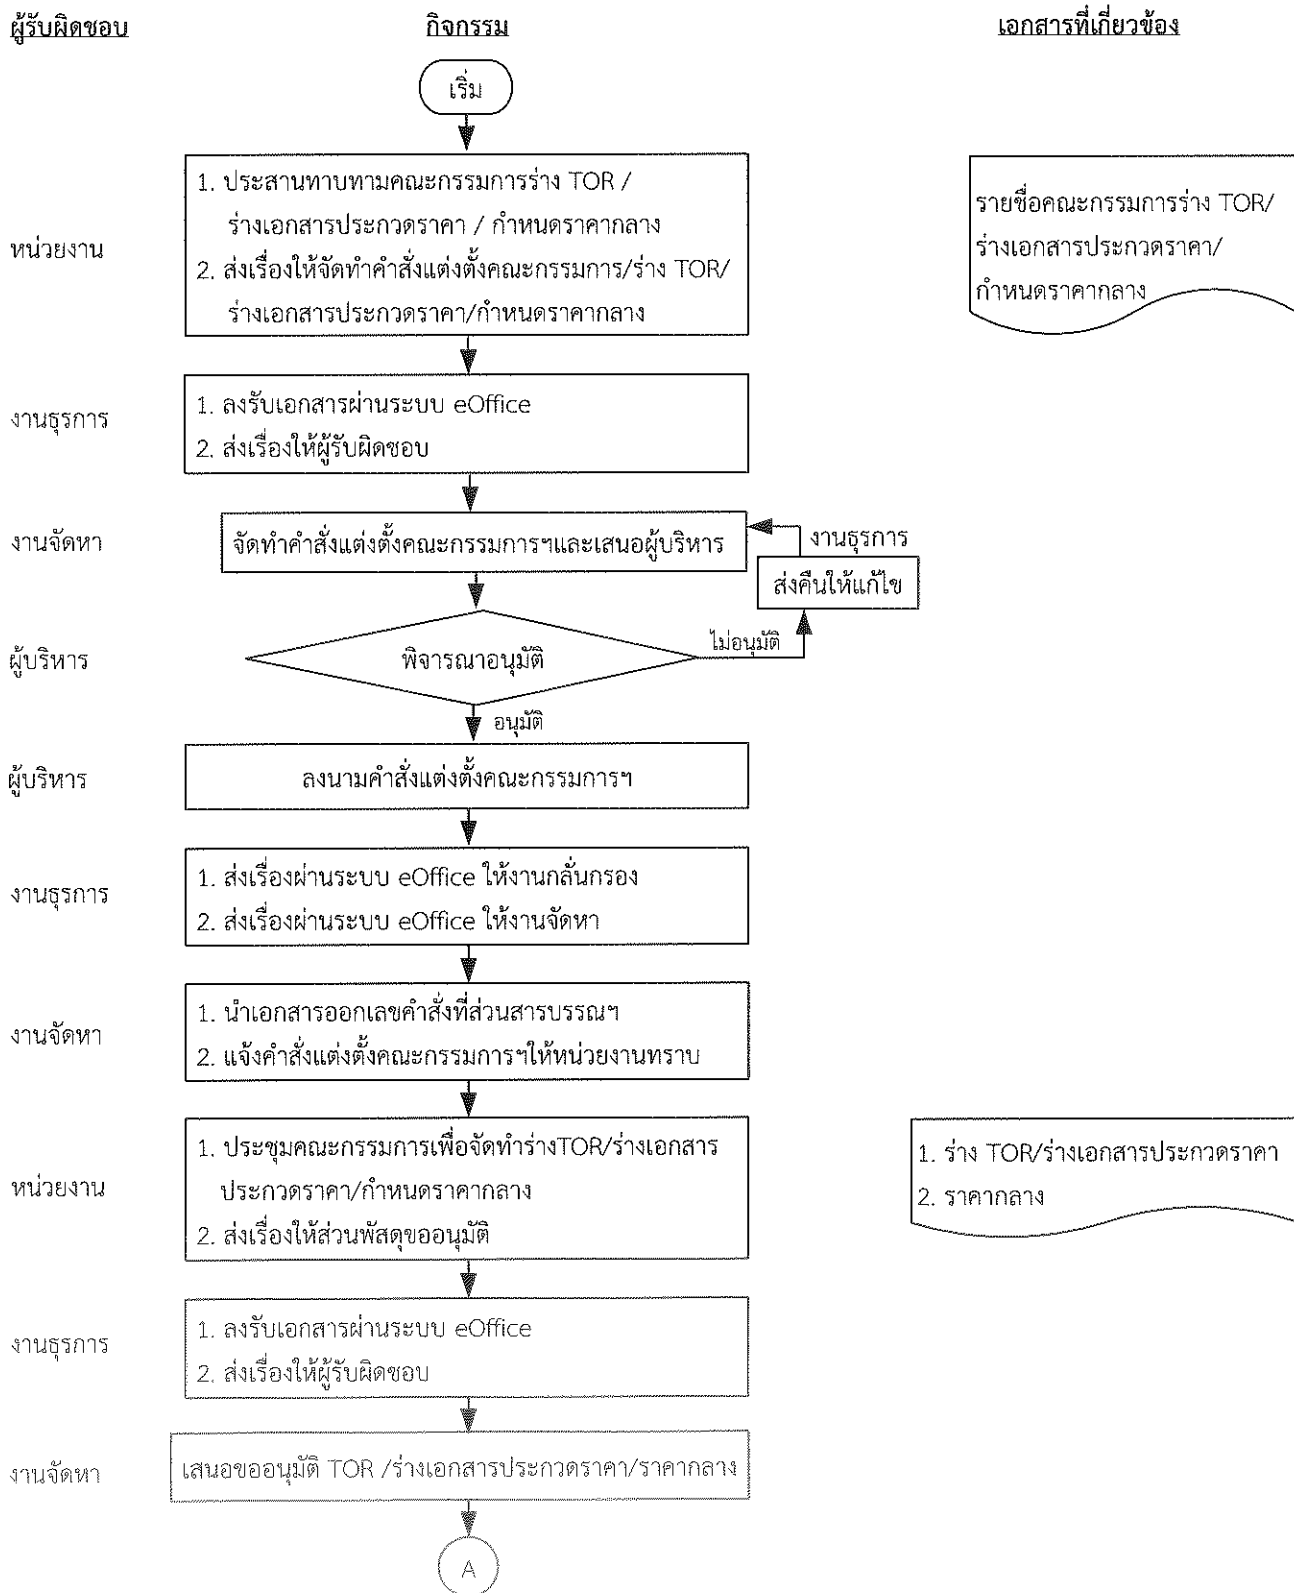 ผู้รับผิดชอบ
กิจกรรม
เอกสารที่เกี่ยวข้อง
เริ่ม
หน่วยงาน
1. ประสานทาบทามคณะกรรมการร่าง TOR /
ร่างเอกสารประกวดราคา / กำหนดราคากลาง
2. ส่งเรื่องให้จัดทำคำสั่งแต่งตั้งคณะกรรมการ/ร่าง TOR/
ร่างเอกสารประกวดราคา/กำหนดราคากลาง
รายชื่อคณะกรรมการร่าง TOR/
ร่างเอกสารประกวดราคา/
กำหนดราคากลาง
งานธุรการ
1. ลงรับเอกสารผ่านระบบ eOffice
2. ส่งเรื่องให้ผู้รับผิดชอบ
งานจัดหา
จัดทำคำสั่งแต่งตั้งคณะกรรมการฯและเสนอผู้บริหาร
งานธุรการ
ส่งคืนให้แก้ไข
ผู้บริหาร
พิจารณาอนุมัติ
ไม่อนุมัติ
อนุมัติ
ผู้บริหาร
ลงนามคำสั่งแต่งตั้งคณะกรรมการฯ
งานธุรการ
1. ส่งเรื่องผ่านระบบ eOffice ให้งานกลั่นกรอง
2. ส่งเรื่องผ่านระบบ eOffice ให้งานจัดหา
งานจัดหา
1. นำเอกสารออกเลขคำสั่งที่ส่วนสารบรรณฯ
2. แจ้งคำสั่งแต่งตั้งคณะกรรมการฯให้หน่วยงานทราบ
หน่วยงาน
1. ประชุมคณะกรรมการเพื่อจัดทำร่างTOR/ร่างเอกสาร
ประกวดราคา/กำหนดราคากลาง
2. ส่งเรื่องให้ส่วนพัสดุขออนุมัติ
1. ร่าง TOR/ร่างเอกสารประกวดราคา
2. ราคากลาง
งานธุรการ
1. ลงรับเอกสารผ่านระบบ eOffice
2. ส่งเรื่องให้ผู้รับผิดชอบ
งานจัดหา
เสนอขออนุมัติ TOR /ร่างเอกสารประกวดราคา/ราคากลาง
A